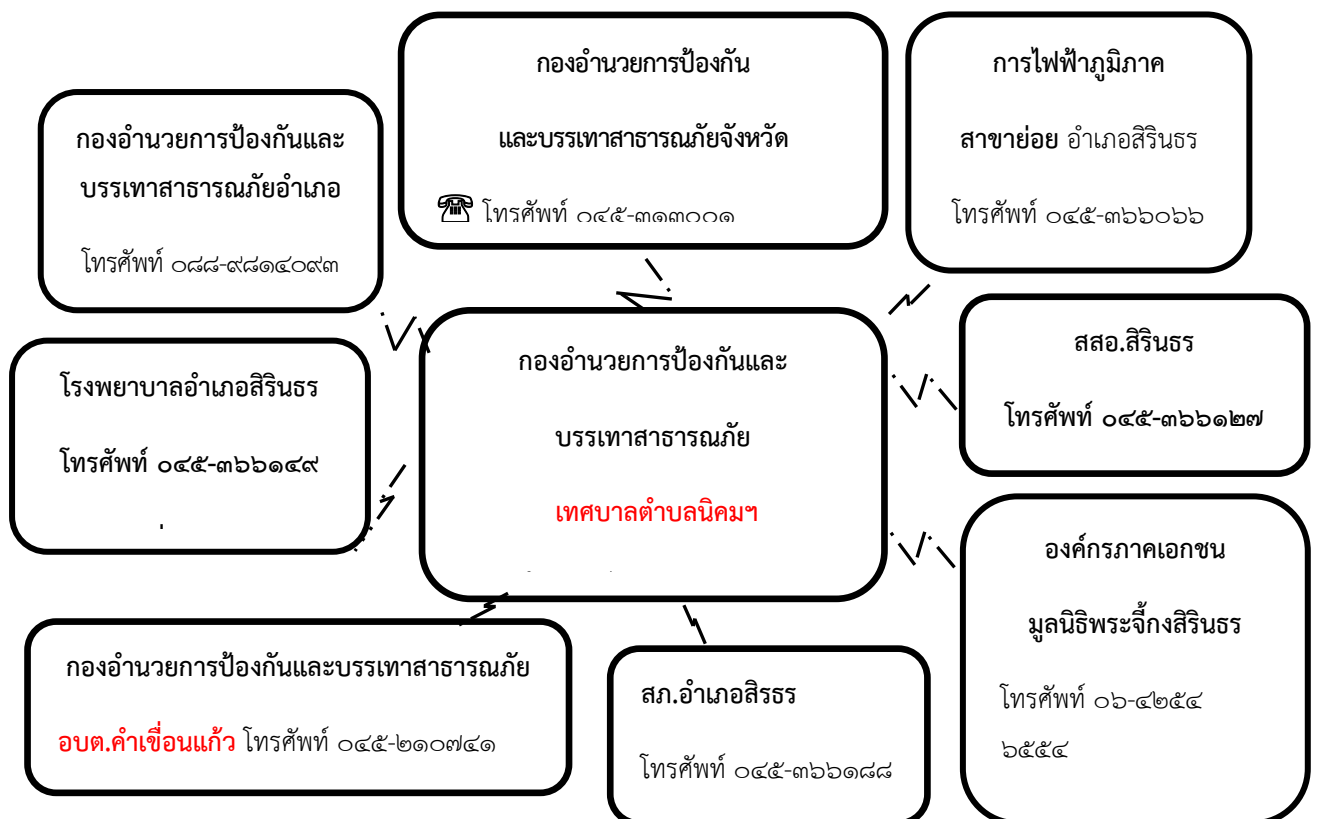 กองอำนวยการป้องกัน
และบรรเทาสาธารณภัยจังหวัด
☎ โทรศัพท์ ๐๔๕-๓๑๓๐๐๑
การไฟฟ้าภูมิภาค
สาขาย่อย อำเภอสิรินธร
โทรศัพท์ ๐๔๕-๓๖๖๐๖๖
กองอำนวยการป้องกันและ
บรรเทาสาธารณภัยอำเภอ
โทรศัพท์ ๐๘๘-๙๘๑๔๐๙๓
สสอ.สิรินธร
โทรศัพท์ ๐๔๕-๓๖๖๑๒๗
กองอำนวยการป้องกันและ
บรรเทาสาธารณภัย
เทศบาลตำบลนิคมฯ
โรงพยาบาลอำเภอสิรินธร
โทรศัพท์ ๐๔๕-๓๖๖๑๔๙
องค์กรภาคเอกชน
มูลนิธิพระจี้กงสิรินธร
โทรศัพท์ ๐๖-๔๒๕๔
๖๕๕๔
กองอำนวยการป้องกันและบรรเทาสาธารณภัย
อบต.คำเขื่อนแก้ว โทรศัพท์ ๐๔๕-๒๑๐๗๔๑
สภ.อำเภอสิรธร
โทรศัพท์ ๐๔๕-๓๖๖๑๘๘